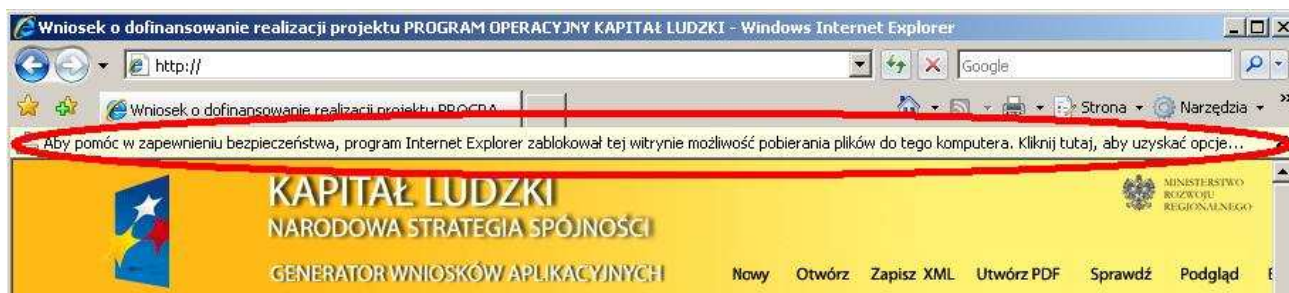 Wniosek o dofinansowanie realizacji projektu PROGRAM OPERACYJNY KAPITAŁ LUDZKI - Windows Internet Explorer
http://
Google
Wniosek o dofinansowanie realizacji projektu PROGRA...
Strona
Narzędzia
Aby pomóc w zapewnieniu bezpieczeństwa, program Internet Explorer zablokował tej witrynie możliwość pobierania plików do tego komputera. Kliknij tutaj, aby uzyskać opcje...
KAPITAŁ LUDZKI
NARODOWA STRATEGIA SPÓJNOŚCI
MINISTERSTWO
ROZWOJU
REGIONALNEGO
GENERATOR WNIOSKÓW APLIKACYJNYCH
Nowy Otwórz Zapisz XML Utwórz PDF Sprawdź Podgląd